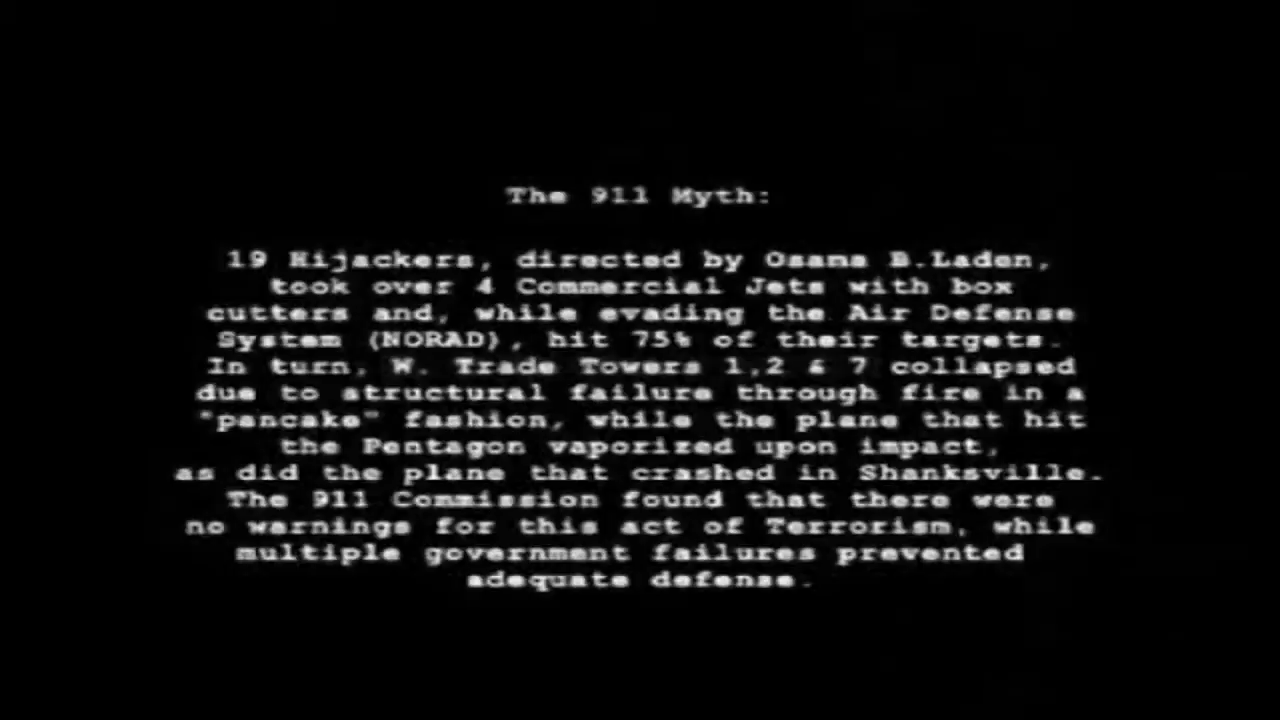 The 911 Myth:
19 Hijackers, directed by Osama B.Laden,
took over 4 Commercial Jets with box
cutters and, while evading the Air Defense
System (NORAD), hit 75% of their targets.
In turn, W. Trade Towers 1,2 & 7 collapsed
due to structural failure through fire in a
"pancake" fashion, while the plane that hit
the Pentagon vaporized upon impact,
as did the plane that crashed in Shanksville.
The 911 Commission found that there were
no warnings for this act of Terrorism, while
multiple government failures prevented
adequate defense.